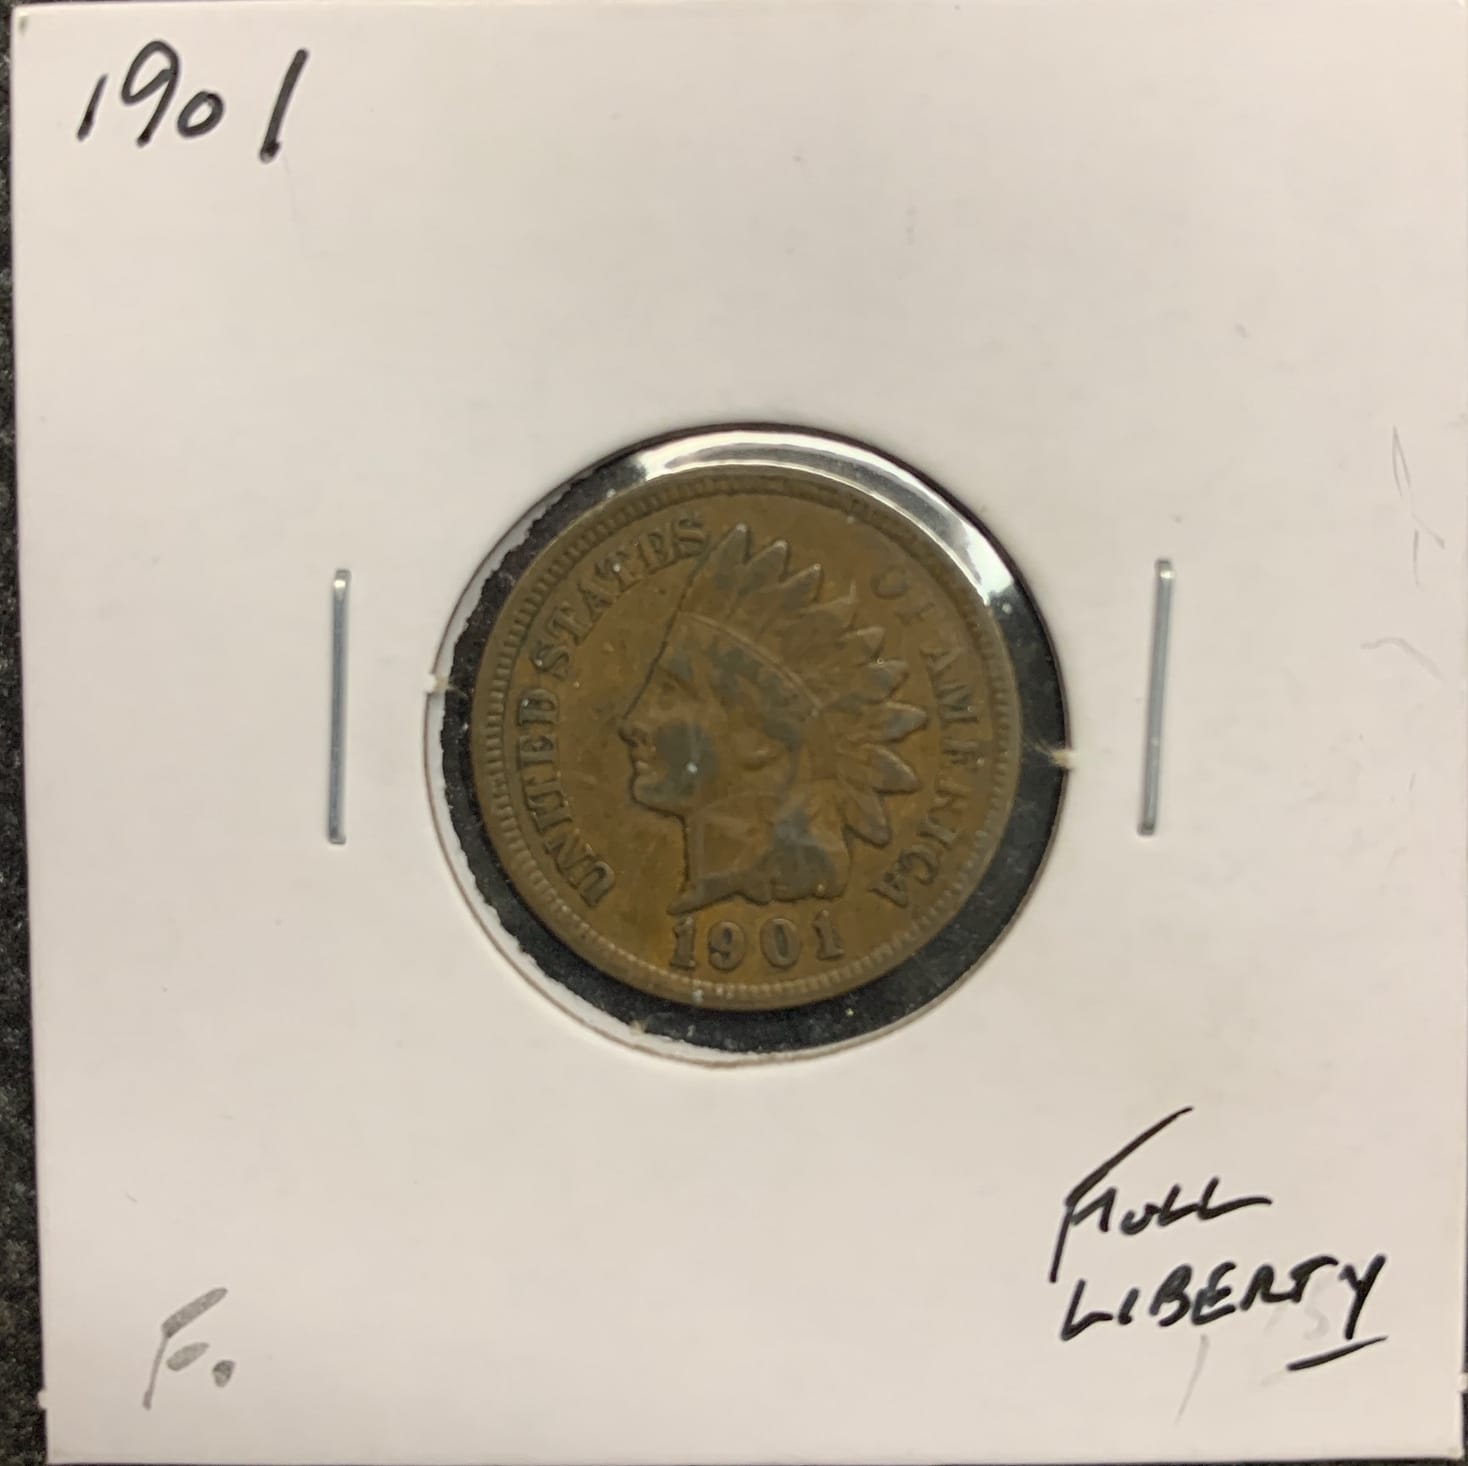 1901
UNITED STATES OF AMERICA
1901
FULL
LIBERTY
F.